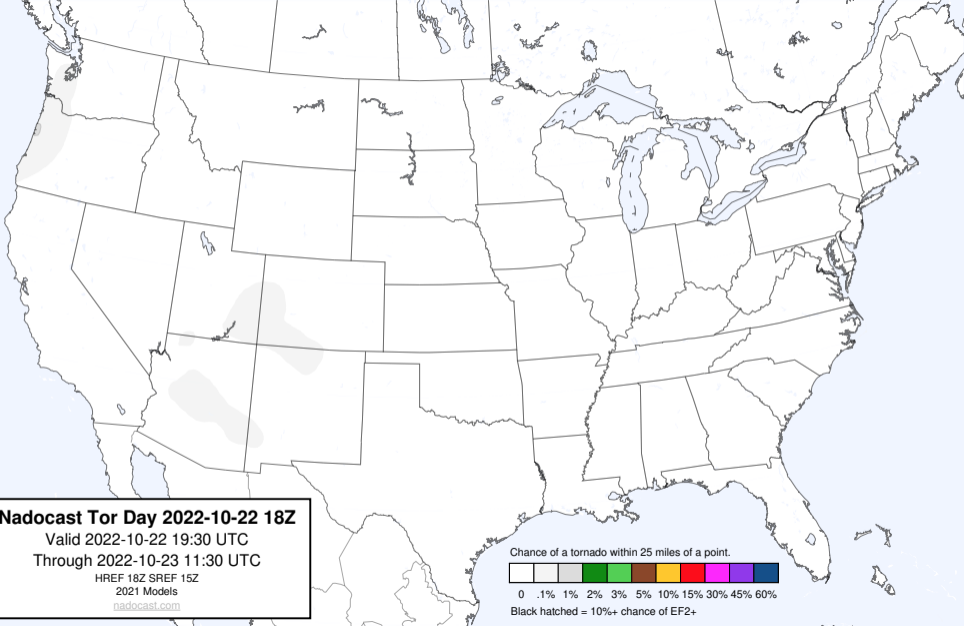 Nadocast Tor Day 2022-10-22 18Z
Valid 2022-10-22 19:30 UTC
Through 2022-10-23 11:30 UTC
HREF 18Z SREF 15Z
2021 Models
nadocast.com
Chance of a tornado within 25 miles of a point.
0 .1% 1% 2% 3% 5% 10% 15% 30% 45% 60%
Black hatched = 10%+ chance of EF2+